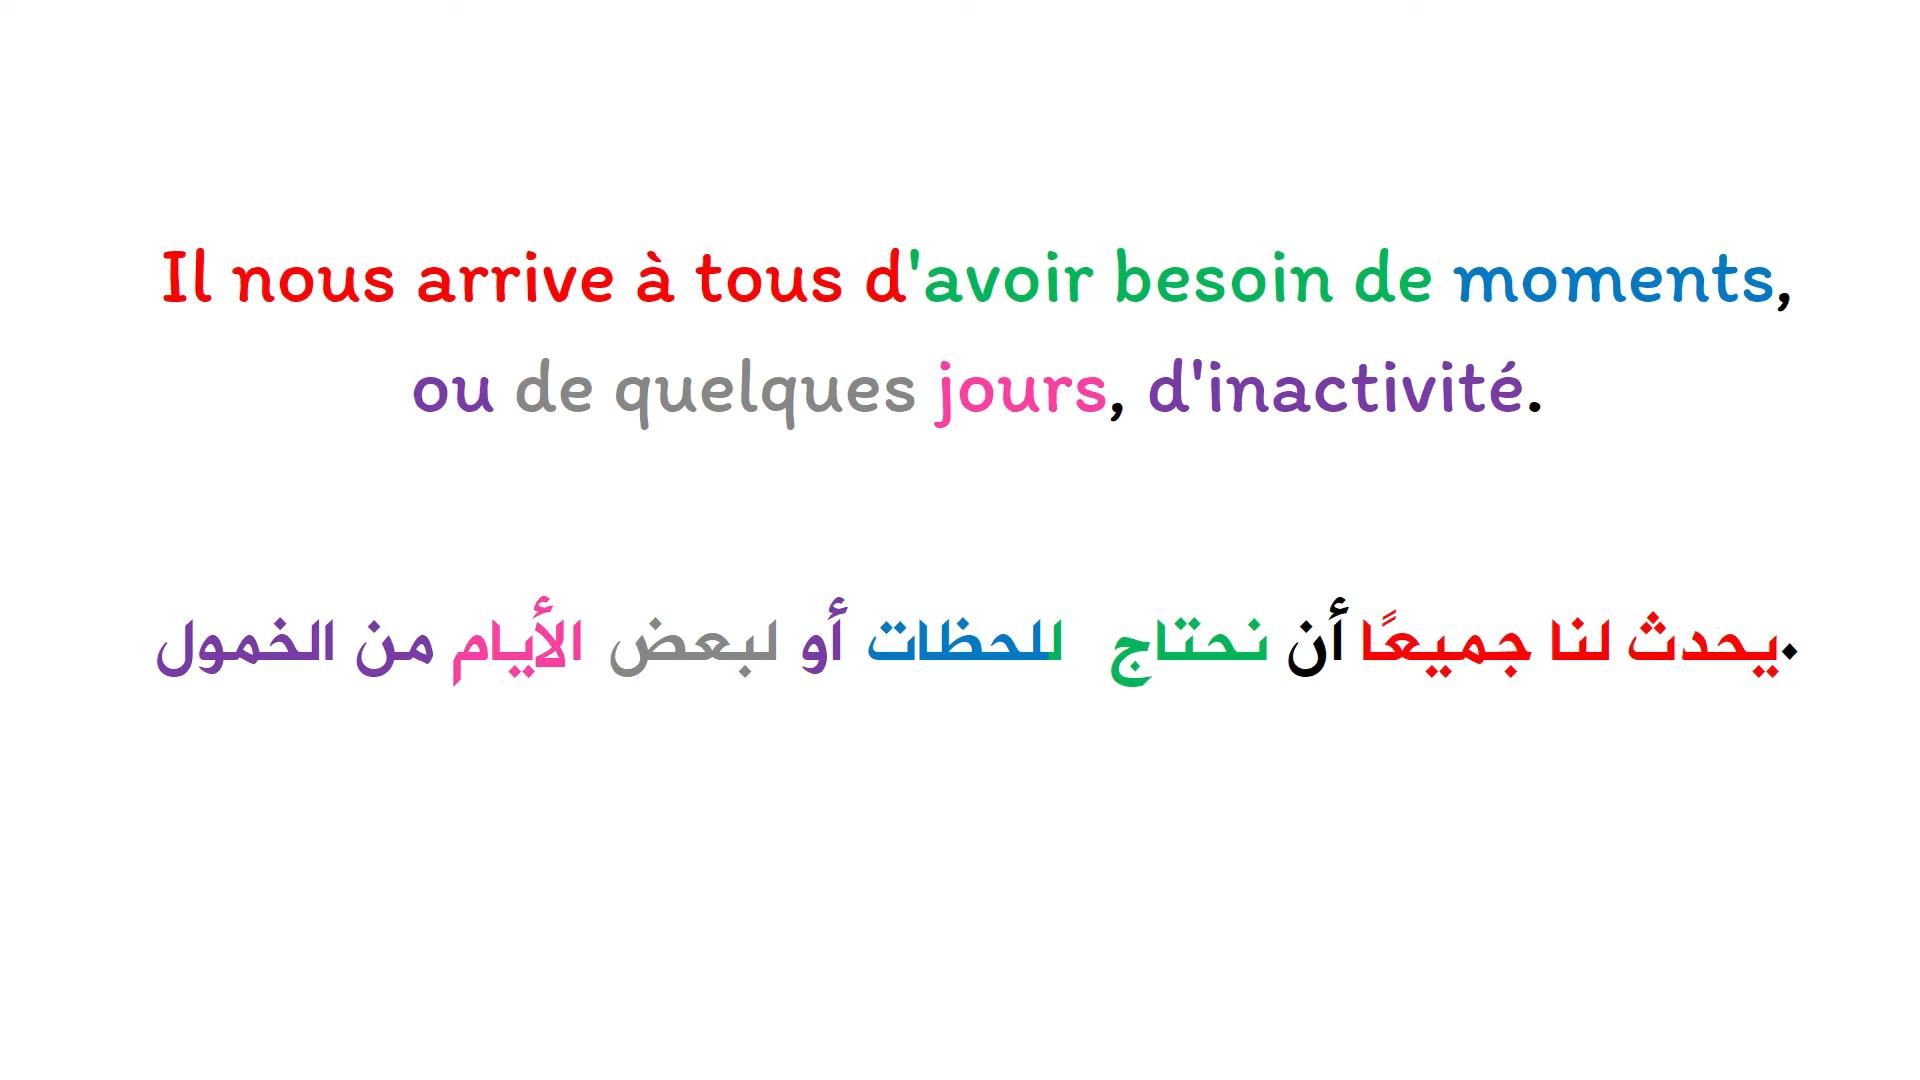 Il nous arrive à tous d'avoir besoin de moments,
ou de quelques jours, d'inactivité.
.يحدث لنا جميعًا أن نحتاج للحظات أو لبعض الأيام من الخمول